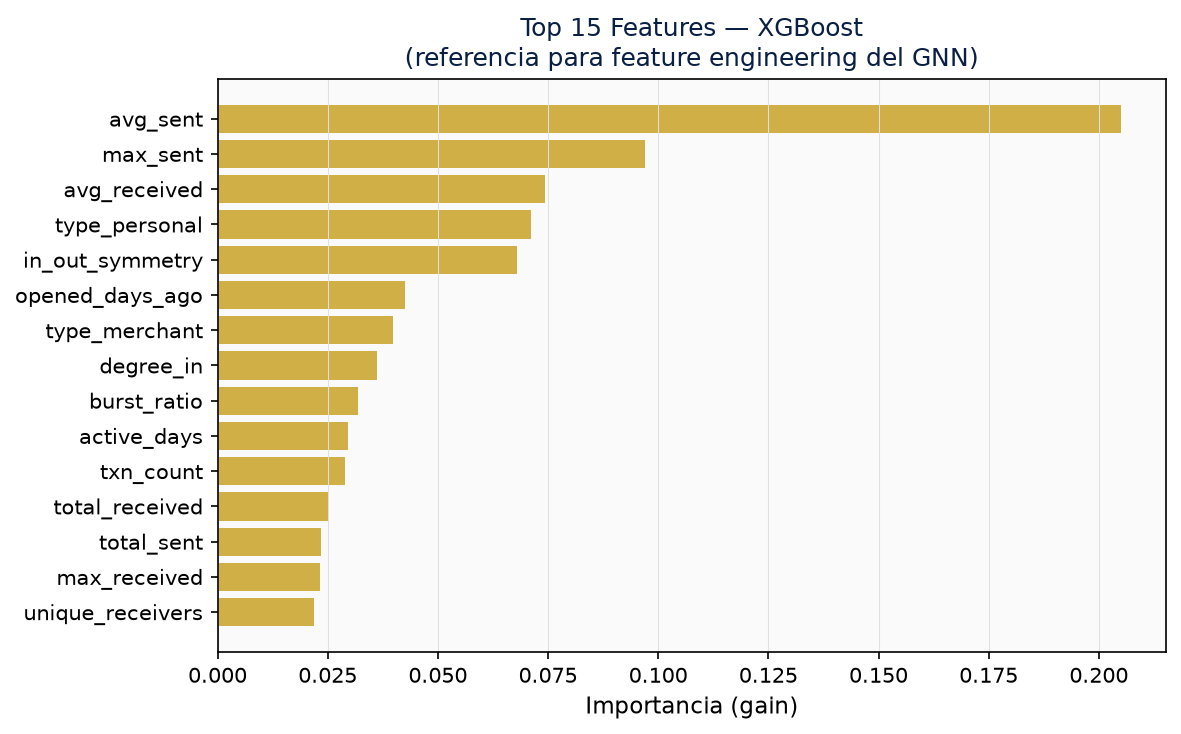 Top 15 Features — XGBoost
(referencia para feature engineering del GNN)
avg_sent
max_sent
avg_received
type_personal
in_out_symmetry
opened_days_ago
type_merchant
degree_in
burst_ratio
active_days
txn_count
total_received
total_sent
max_received
unique_receivers
0.000 0.025 0.050 0.075 0.100 0.125 0.150 0.175 0.200
Importancia (gain)